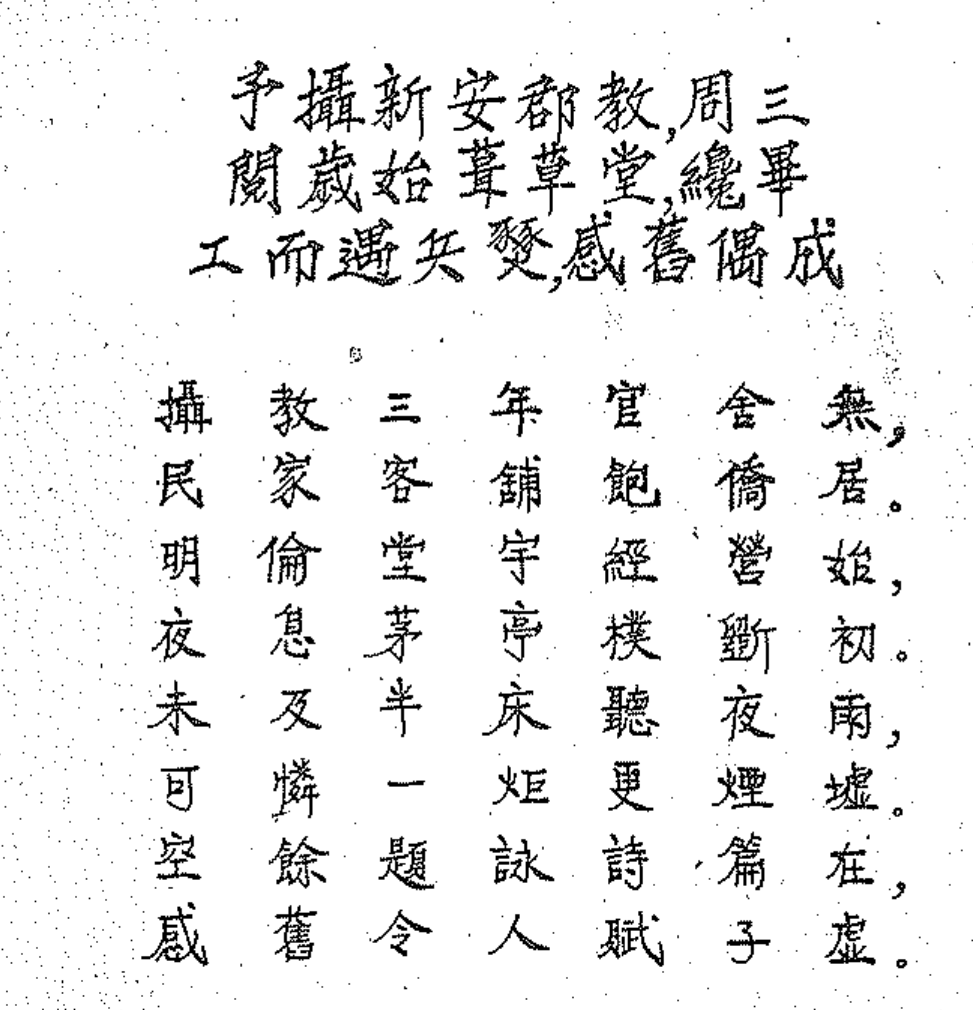 予攝新安郡教,周三
閱歲始葺草堂,纔畢
工而遇兵燹,感舊偶成
攝教三年官舍無,
民家客舖飽僑居。
明倫堂宇經營始,
夜息茅亭樸斲初。
未及半床聽夜雨,
可憐一炬更煙墟。
空餘題詠詩篇在,
感舊令人賦子虛。